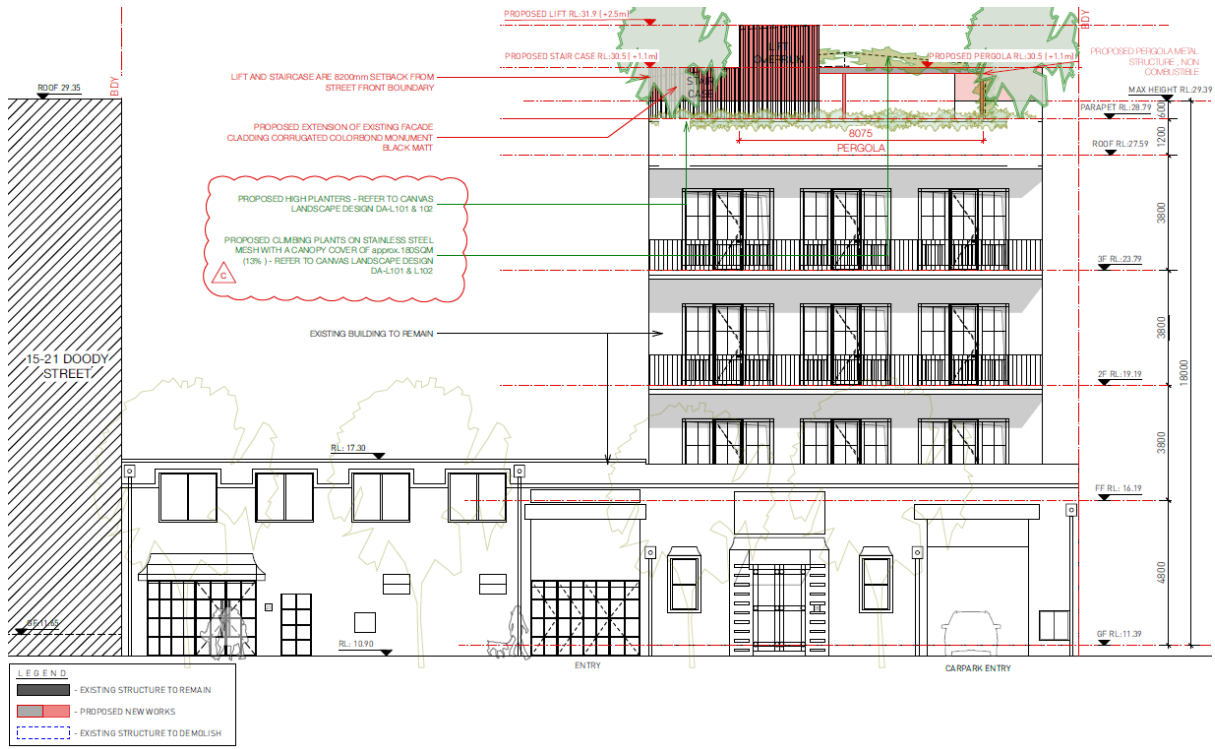 PROPOSED LIFT RL:31.9 (+2.5m)
BDY
BDY
PROPOSED STAIR CASE RL:30.5 (+1.1m)
LIFT
OVERRUN
PROPOSED PERGOLA RL:30.5 (+1.1m)
PROPOSED PERGOLA METAL
STRUCTURE , NON
COMBUSTIBLE
LIFT AND STAIRCASE ARE 8200mm SETBACK FROM
STREET FRONT BOUNDARY
STAIR
CASE
ROOF 29.35
MAX HEIGHT RL:29.39
600
PARAPET RL:28.79
PROPOSED EXTENSION OF EXISTING FACADE
CLADDING CORRUGATED COLORBOND MONUMENT
BLACK MATT
8075
PERGOLA
1200
ROOF RL:27.59
PROPOSED HIGH PLANTERS - REFER TO CANVAS
LANDSCAPE DESIGN DA-L101 & 102
3800
PROPOSED CLIMBING PLANTS ON STAINLESS STEEL
MESH WITH A CANOPY COVER OF approx.180SQM
(13% ) - REFER TO CANVAS LANDSCAPE DESIGN
DA-L101 & L102
C
3F RL:23.79
EXISTING BUILDING TO REMAIN
3800
18000
15-21 DOODY
STREET
2F RL:19.19
3800
RL: 17.30
FF RL: 16.19
4800
GF:11.65
RL: 10.90
GF RL:11.39
ENTRY
CARPARK ENTRY
LEGEND
- EXISTING STRUCTURE TO REMAIN
- PROPOSED NEW WORKS
- EXISTING STRUCTURE TO DEMOLISH